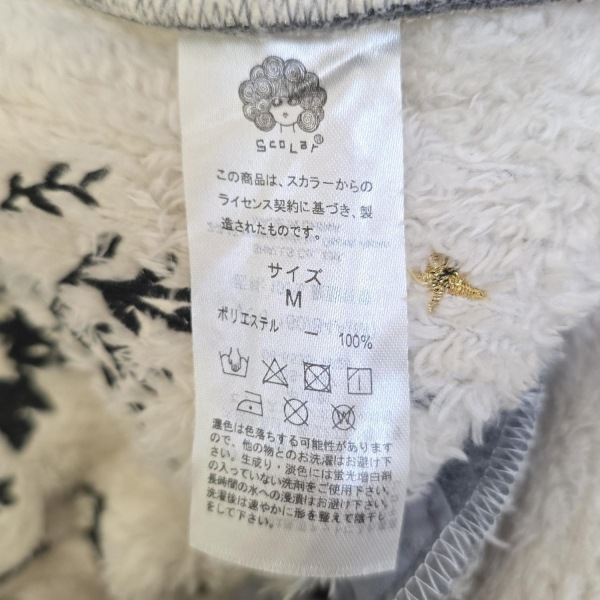 ScoLar®
この商品は、スカラーからの
ライセンス契約に基づき、製
造されたものです。
サイズ
M
ポリエステル ー 100%
濃色は色落ちする可能性があります
ので、他の物とのお洗濯はお避け下
さい。生成り・淡色には蛍光増白剤
の入っていない洗剤をご使用下さい。
長時間の水への浸漬はお避け下さい。
洗濯後は速やかに形を整えて陰干し
をして下さい。